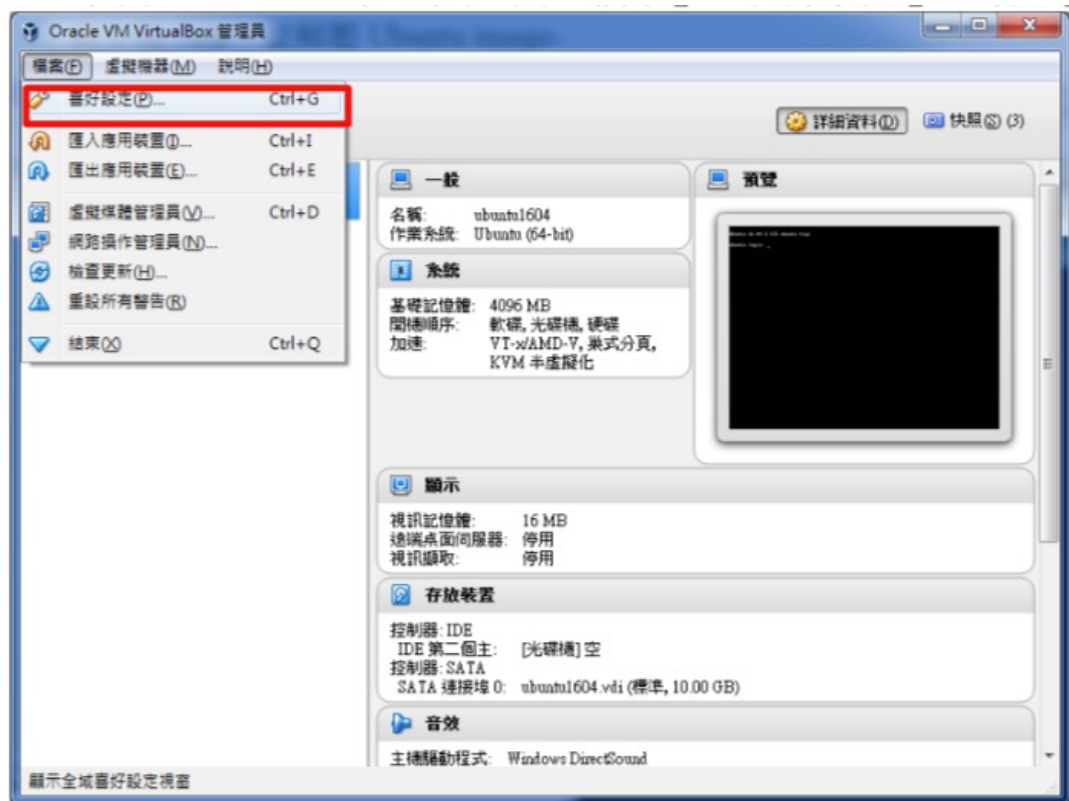 Oracle VM VirtualBox 管理員
檔案(F) 虛擬機器(M) 說明(H)
喜好設定(P)... Ctrl+G
匯入應用裝置(I)... Ctrl+I
匯出應用裝置(E)... Ctrl+E
虛擬媒體管理員(V)... Ctrl+D
網路操作管理員(N)...
檢查更新(H)...
重設所有警告(R)
結束(X) Ctrl+Q
詳細資料(D) 快照(S) (3)
一般
名稱: ubuntu1604
作業系統: Ubuntu (64-bit)
系統
基礎記憶體: 4096 MB
開機順序: 軟碟, 光碟機, 硬碟
加速: VT-x/AMD-V, 巢式分頁,
KVM 半虛擬化
預覽
顯示
視訊記憶體: 16 MB
遠端桌面伺服器: 停用
視訊擷取: 停用
存放裝置
控制器: IDE
IDE 第二個主: [光碟機] 空
控制器: SATA
SATA 連接埠 0: ubuntu1604.vdi (標準, 10.00 GB)
音效
主機驅動程式: Windows DirectSound
顯示全域喜好設定視窗